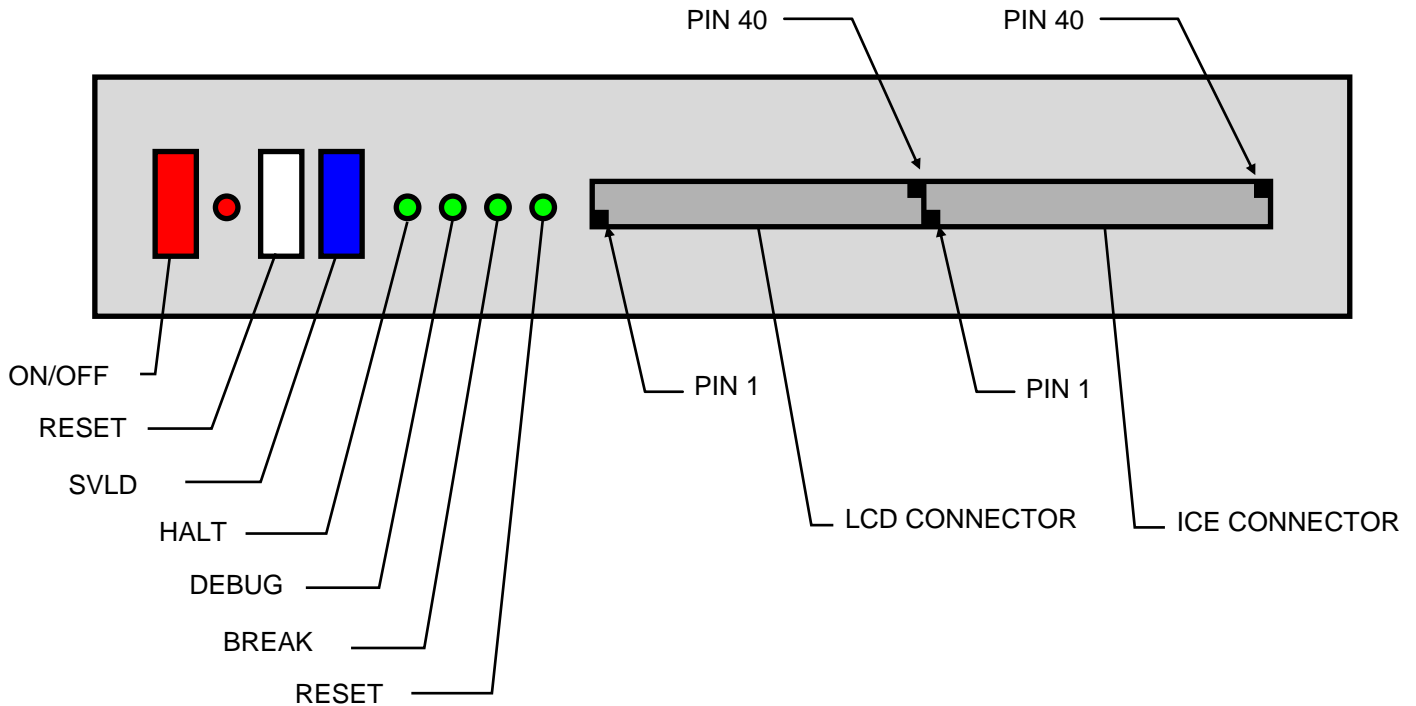 PIN 40
PIN 40
ON/OFF
PIN 1
PIN 1
RESET
SVLD
HALT
LCD CONNECTOR
ICE CONNECTOR
DEBUG
BREAK
RESET